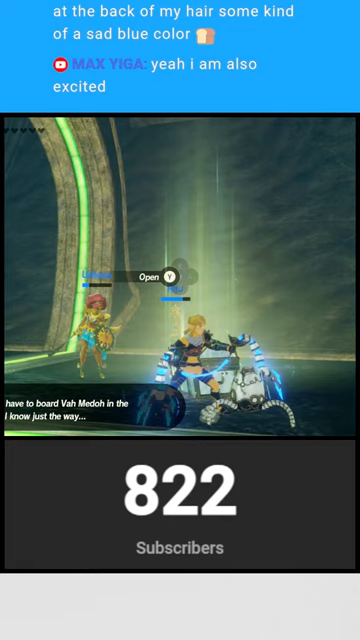 at the back of my hair some kind
of a sad blue color 🍞
MAX YIGA: yeah i am also
excited
Open Y
have to board Vah Medoh in the
I know just the way...
822
Subscribers